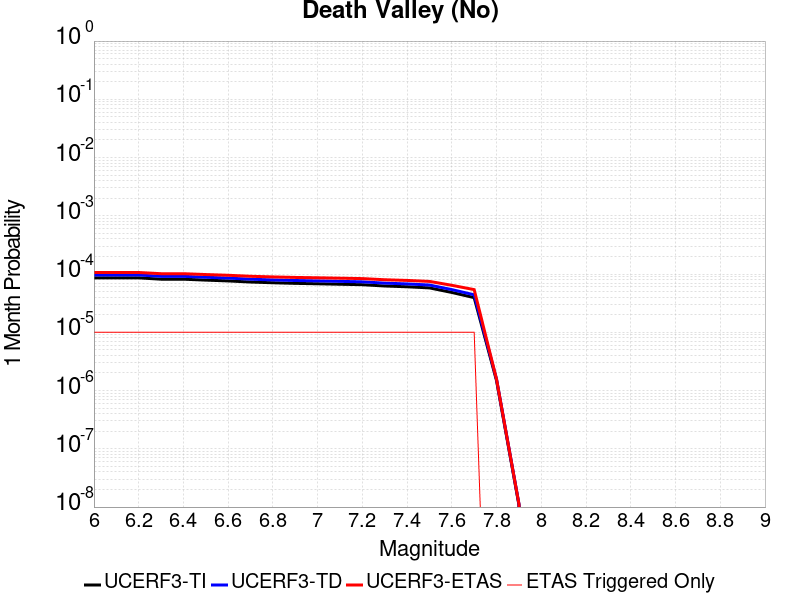 Death Valley (No)
1 Month Probability
10^0
10^-1
10^-2
10^-3
10^-4
10^-5
10^-6
10^-7
10^-8
6 6.2 6.4 6.6 6.8 7 7.2 7.4 7.6 7.8 8 8.2 8.4 8.6 8.8 9
Magnitude
UCERF3-TI UCERF3-TD UCERF3-ETAS ETAS Triggered Only